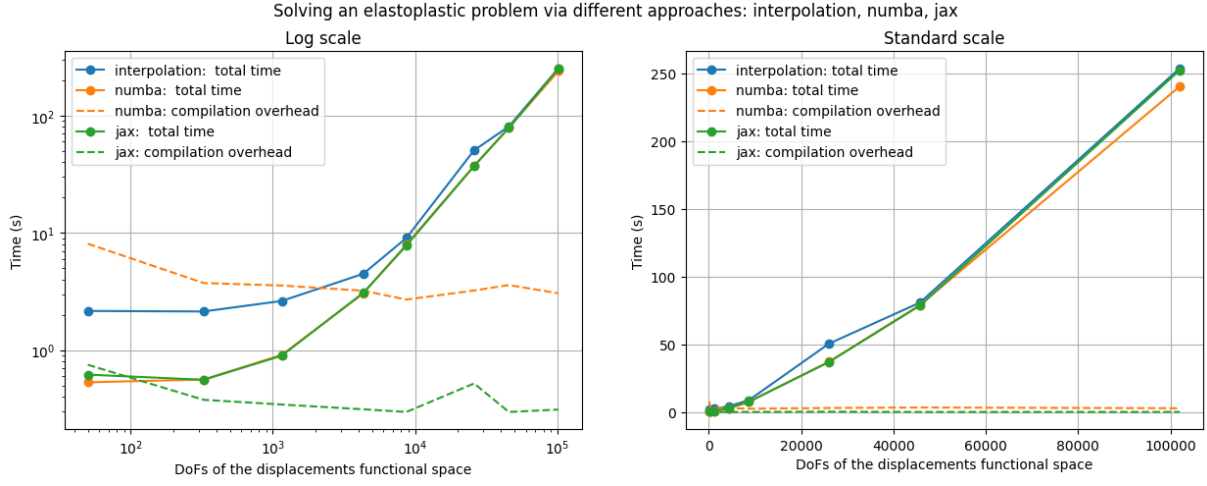 Solving an elastoplastic problem via different approaches: interpolation, numba, jax
Log scale
interpolation:  total time
numba:  total time
numba: compilation overhead
jax:  total time
jax: compilation overhead
Time (s)
10²
10¹
10⁰
10²
10³
10⁴
10⁵
DoFs of the displacements functional space
Standard scale
interpolation: total time
numba: total time
numba: compilation overhead
jax: total time
jax: compilation overhead
Time (s)
250
200
150
100
50
0
0
20000
40000
60000
80000
100000
DoFs of the displacements functional space